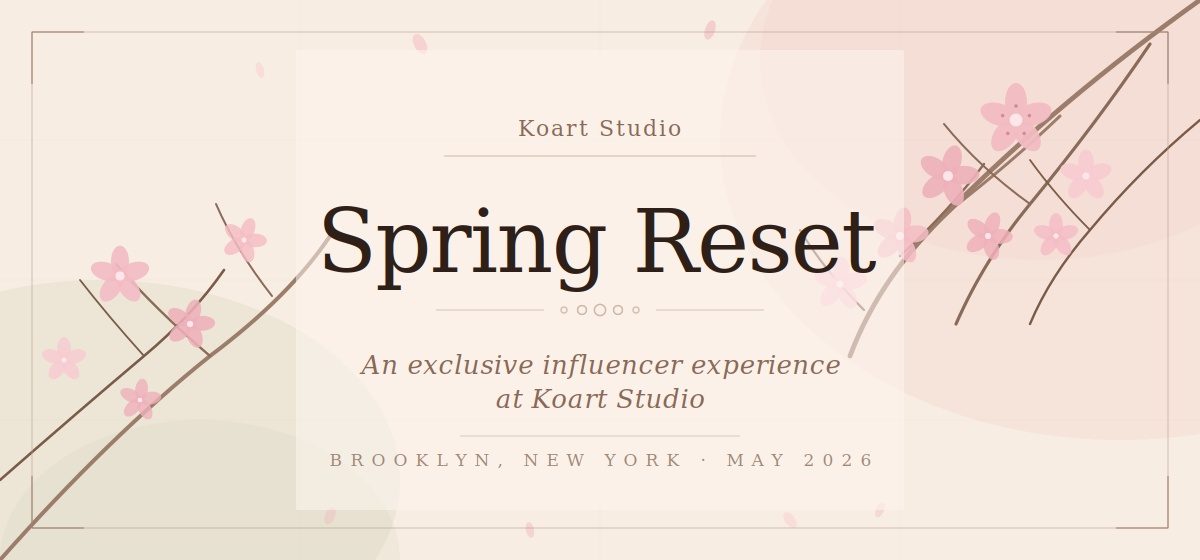 Koart Studio
Spring Reset
An exclusive influencer experience
at Koart Studio
BROOKLYN, NEW YORK · MAY 2026